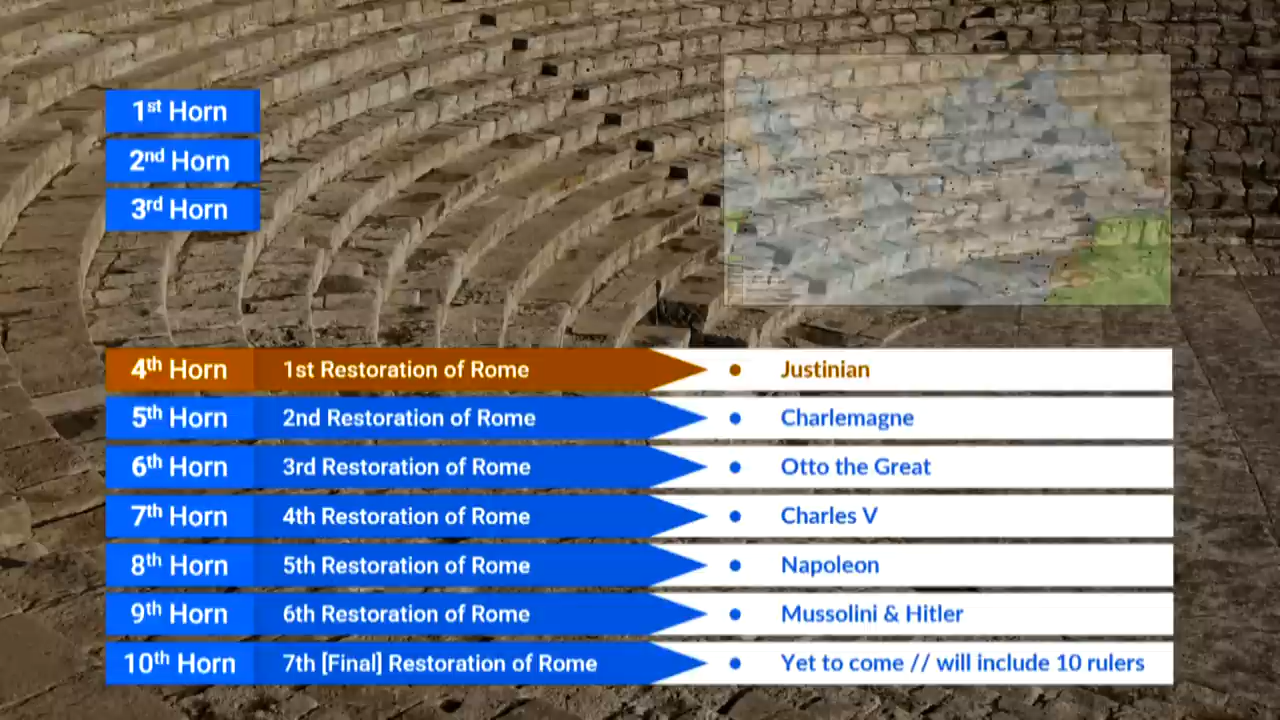 1st Horn
2nd Horn
3rd Horn
4th Horn 1st Restoration of Rome • Justinian
5th Horn 2nd Restoration of Rome • Charlemagne
6th Horn 3rd Restoration of Rome • Otto the Great
7th Horn 4th Restoration of Rome • Charles V
8th Horn 5th Restoration of Rome • Napoleon
9th Horn 6th Restoration of Rome • Mussolini & Hitler
10th Horn 7th [Final] Restoration of Rome • Yet to come // will include 10 rulers